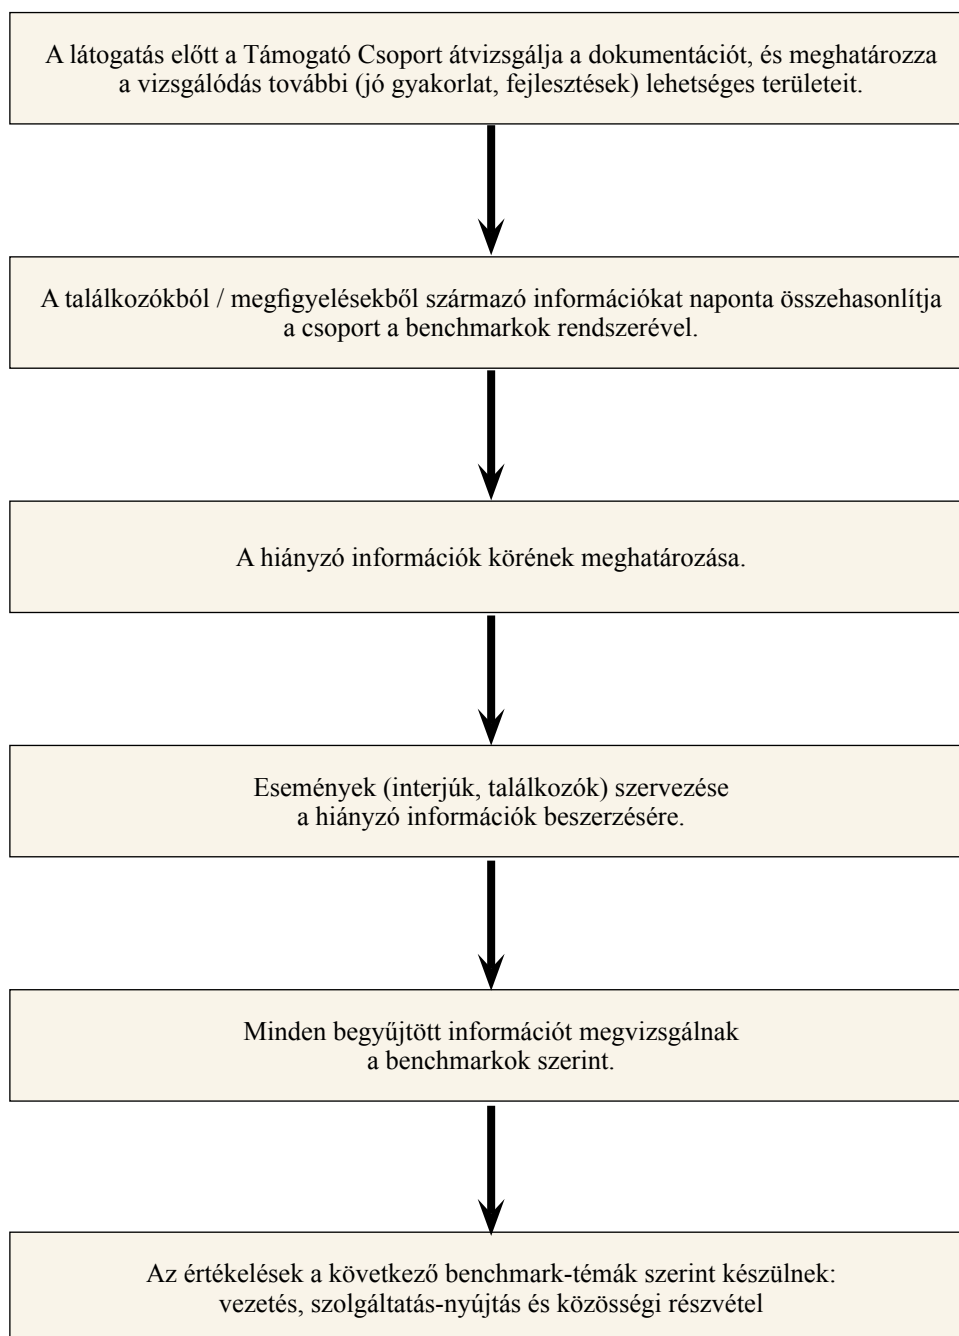 A látogatás előtt a Támogató Csoport átvizsgálja a dokumentációt, és meghatározza
a vizsgálódás további (jó gyakorlat, fejlesztések) lehetséges területeit.
A találkozókból / megfigyelésekből származó információkat naponta összehasonlítja
a csoport a benchmarkok rendszerével.
A hiányzó információk körének meghatározása.
Események (interjúk, találkozók) szervezése
a hiányzó információk beszerzésére.
Minden begyűjtött információt megvizsgálnak
a benchmarkok szerint.
Az értékelések a következő benchmark-témák szerint készülnek:
vezetés, szolgáltatás-nyújtás és közösségi részvétel